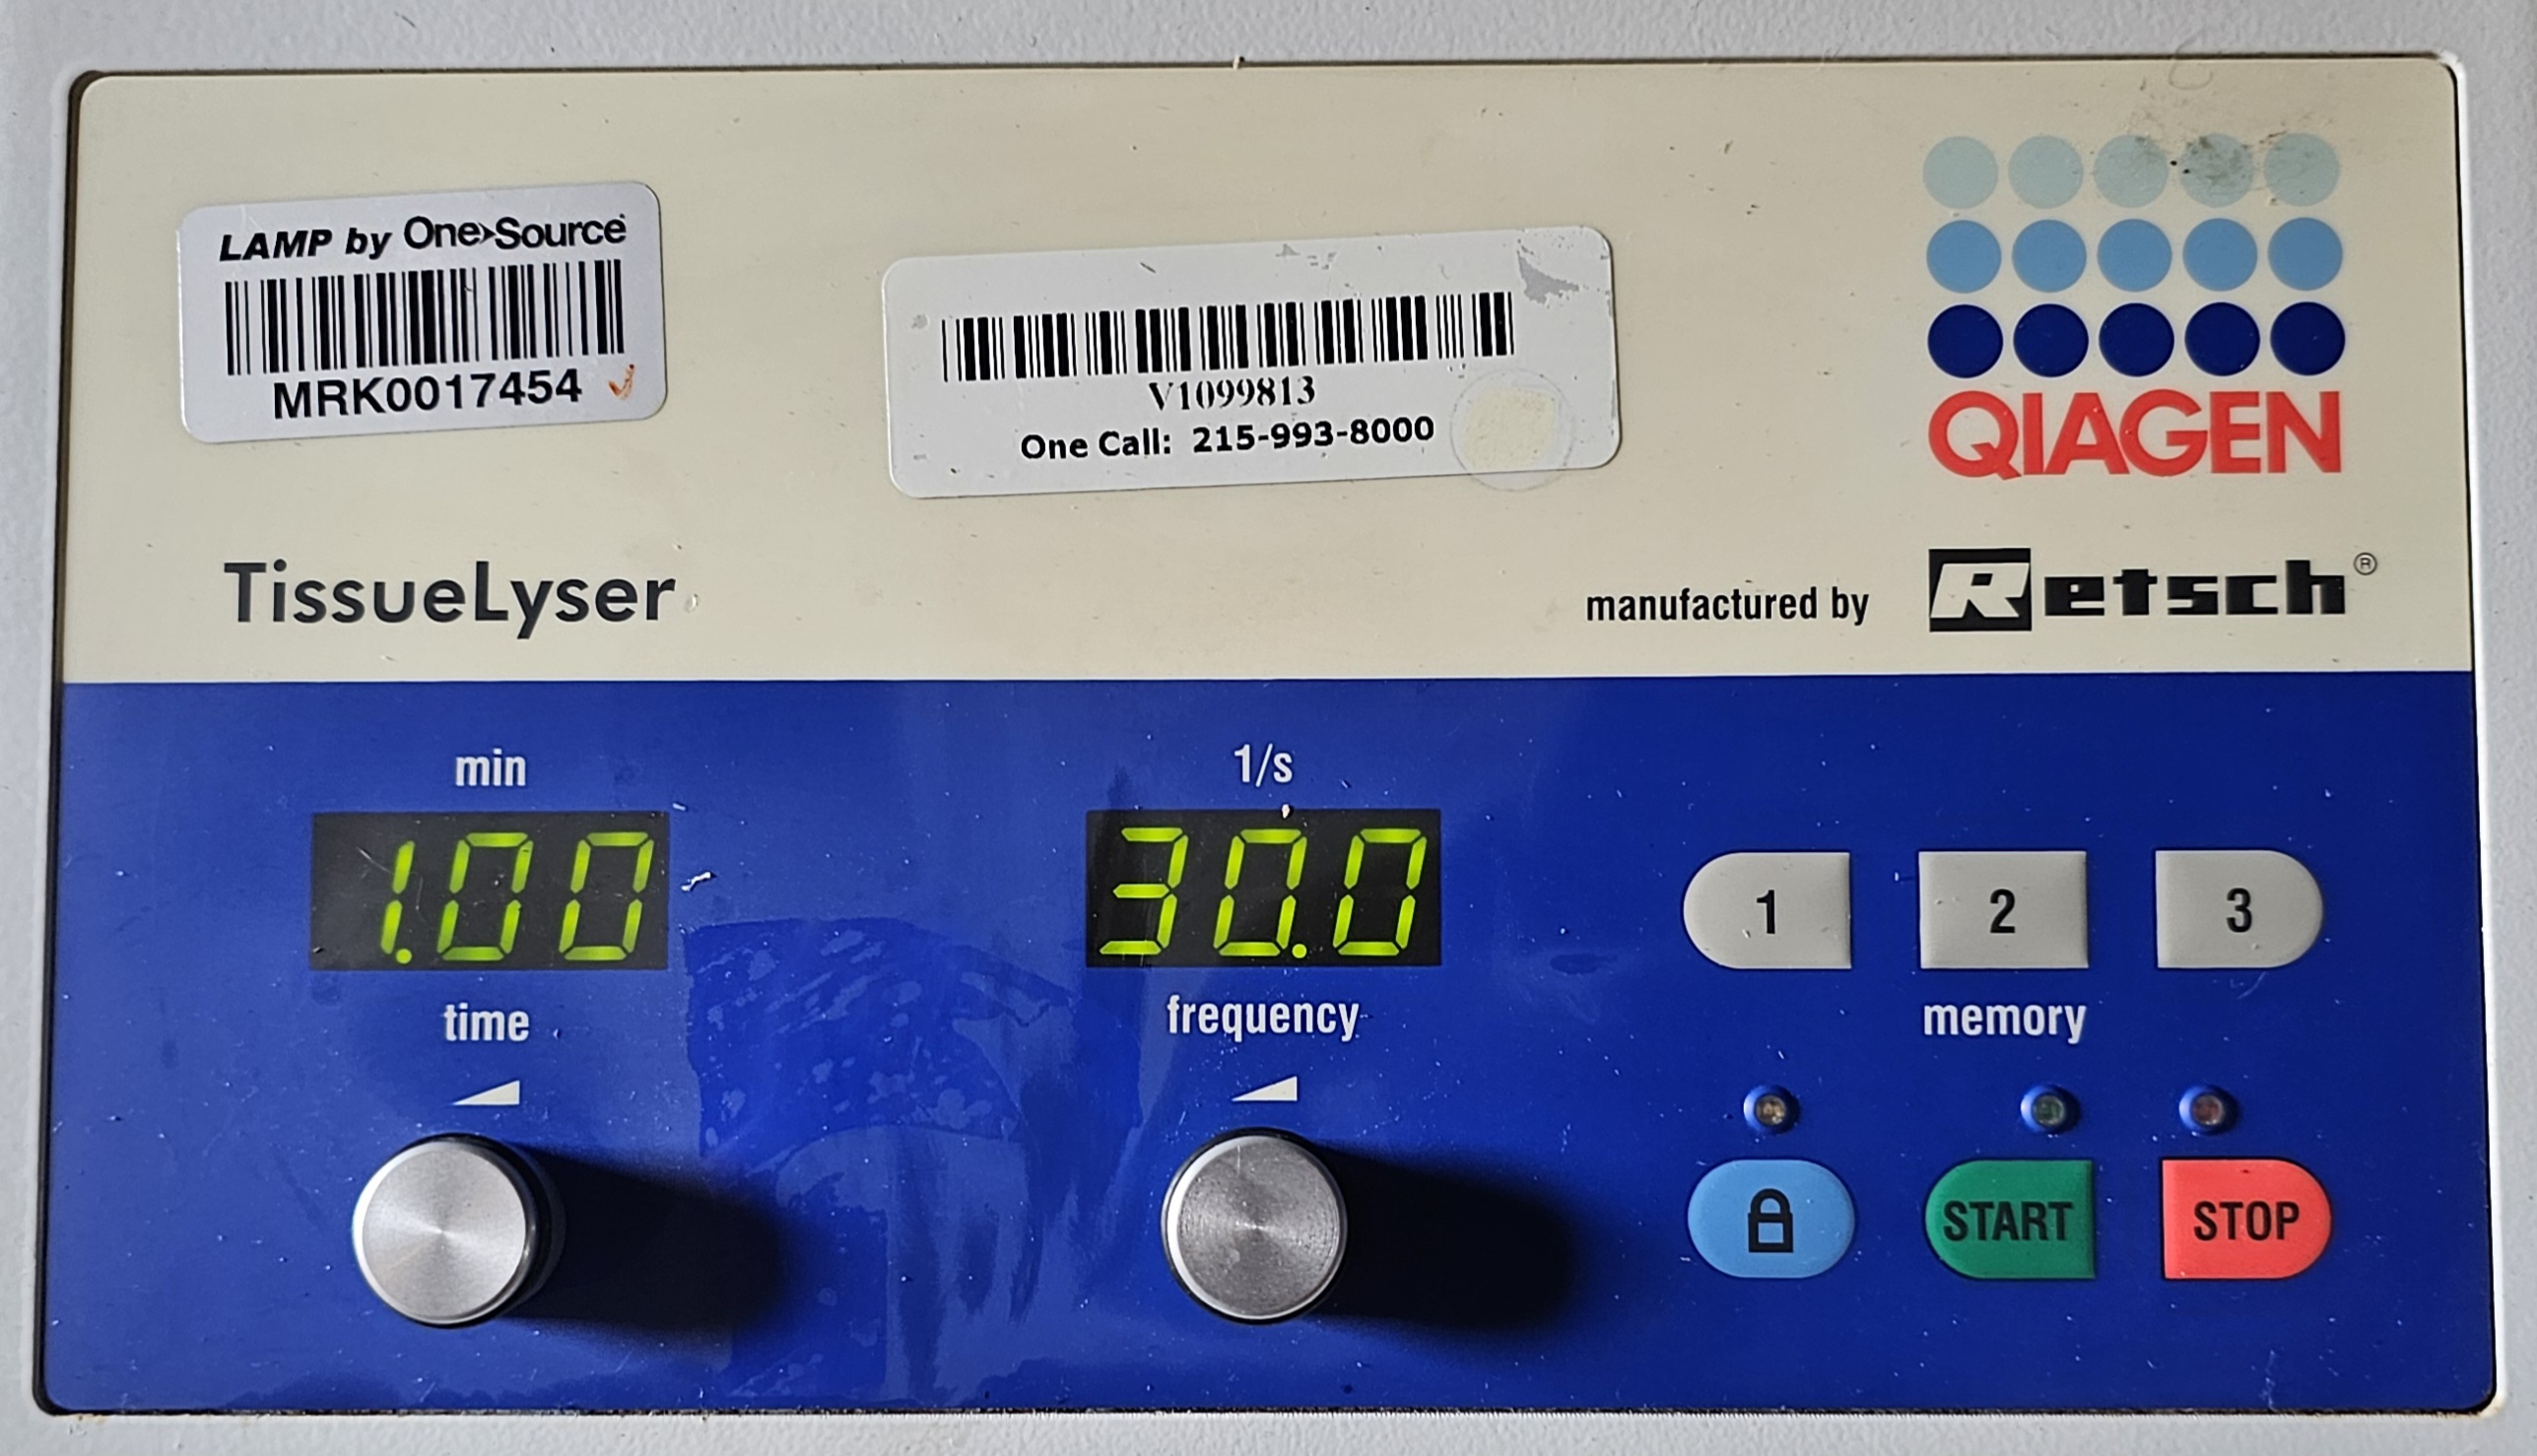 LAMP by One>Source
MRK0017454
V1099813
One Call: 215-993-8000
QIAGEN
TissueLyser
manufactured by Retsch®
min
1/s
1.00
30.0
1 2 3
time
frequency
memory
START
STOP